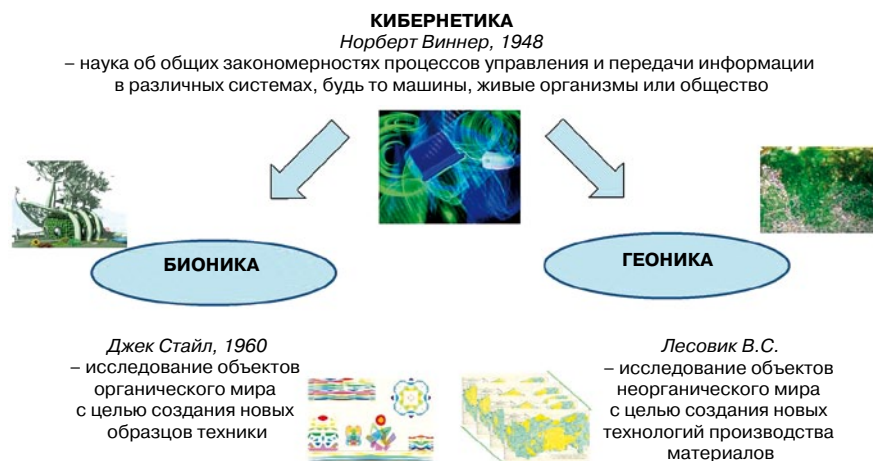 КИБЕРНЕТИКА
Норберт Виннер, 1948
– наука об общих закономерностях процессов управления и передачи информации
в различных системах, будь то машины, живые организмы или общество
БИОНИКА
ГЕОНИКА
Джек Стайл, 1960
– исследование объектов
органического мира
с целью создания новых
образцов техники
Лесовик В.С.
– исследование объектов
неорганического мира
с целью создания новых
технологий производства
материалов